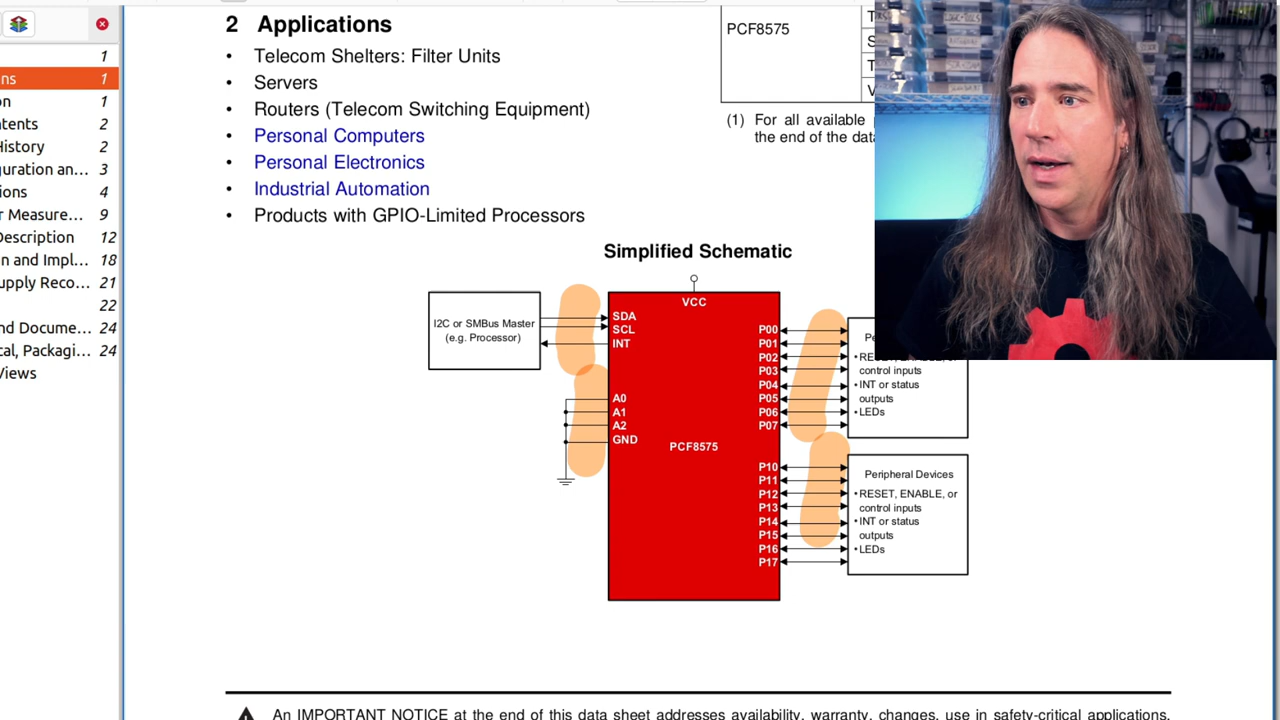 1
ns 1
on 1
tents 2
History 2
uration an... 3
ions 4
r Measure... 9
Description 12
n and Impl... 18
upply Reco... 21
22
nd Docume... 24
cal, Packagi... 24
Views
2 Applications
• Telecom Shelters: Filter Units
• Servers
• Routers (Telecom Switching Equipment)
• Personal Computers
• Personal Electronics
• Industrial Automation
• Products with GPIO-Limited Processors
PCF8575
T
S
T
V
(1) For all available
the end of the data
Simplified Schematic
I2C or SMBus Master
(e.g. Processor)
VCC
SDA
SCL
INT
A0
A1
A2
GND
PCF8575
P00
P01
P02
P03
P04
P05
P06
P07
P10
P11
P12
P13
P14
P15
P16
P17
Pe
control inputs
•INT or status
outputs
•LEDs
Peripheral Devices
•RESET, ENABLE, or
control inputs
•INT or status
outputs
•LEDs
An IMPORTANT NOTICE at the end of this data sheet addresses availability, warranty, changes, use in safety-critical applications,